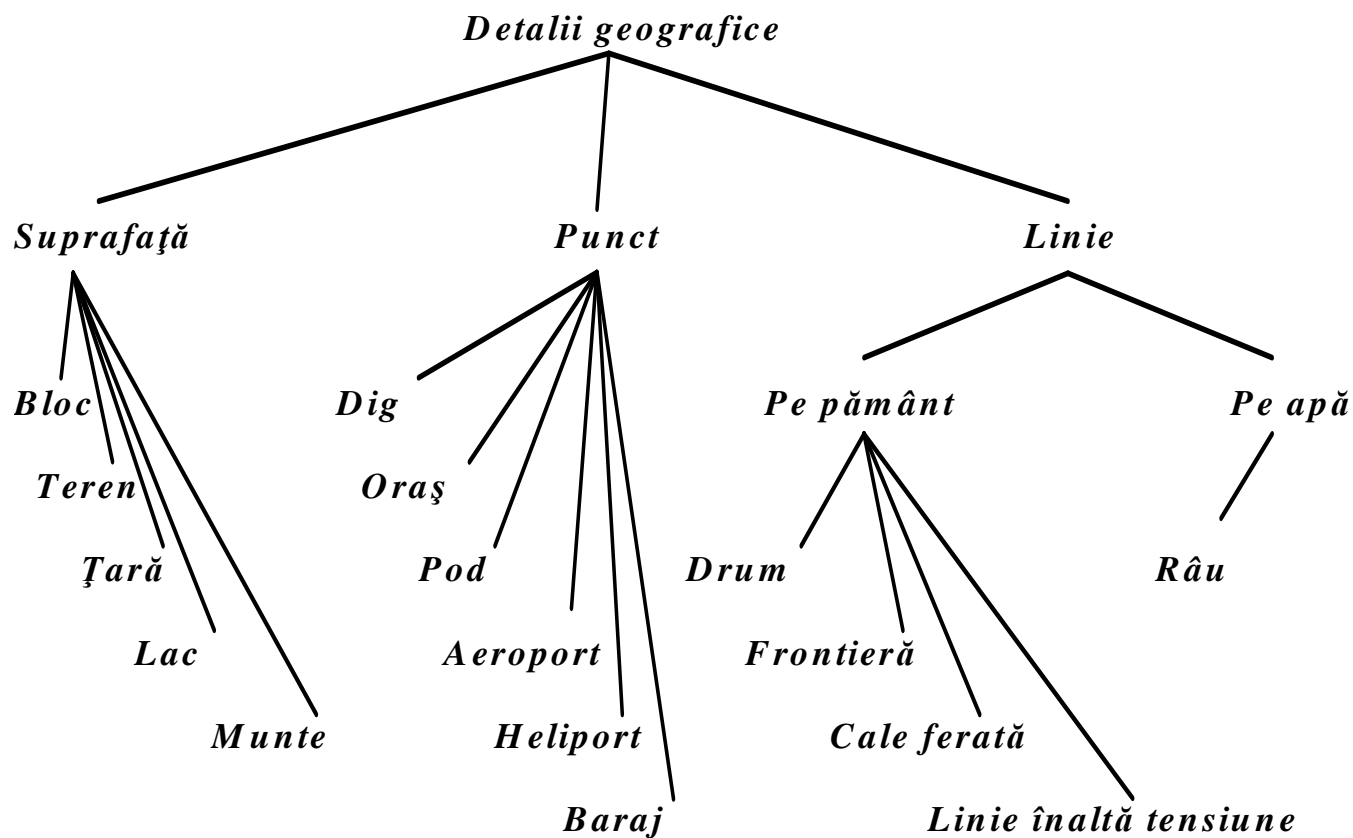 Detalii geografice
Suprafaţă
Punct
Linie
Bloc
Dig
Pe pământ
Pe apă
Teren
Oraş
Ţară
Pod
Drum
Râu
Lac
Aeroport
Frontieră
Munte
Heliport
Cale ferată
Baraj
Linie înaltă tensiune